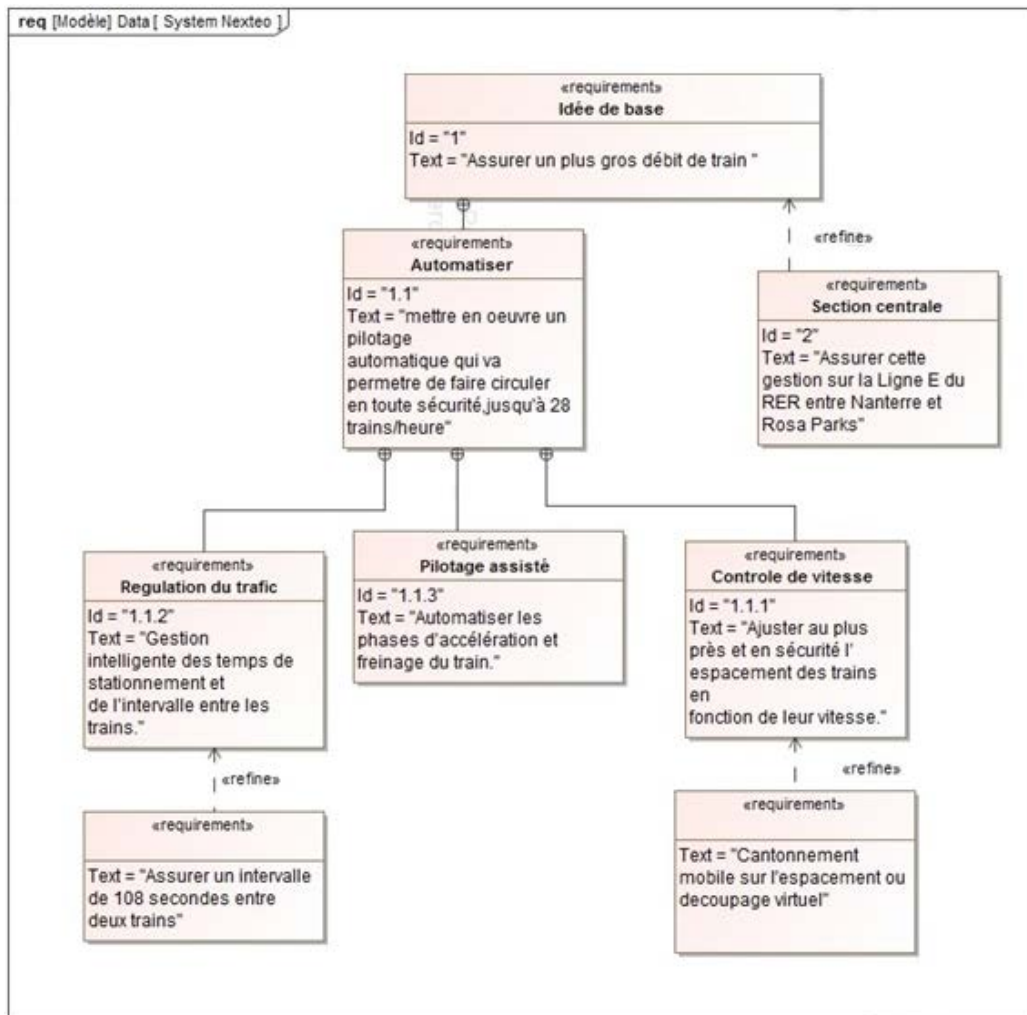 req [Modèle] Data [ System Nexteo ]
«requirement»
Idée de base
Id = "1"
Text = "Assurer un plus gros débit de train "
«requirement»
Automatiser
Id = "1.1"
Text = "mettre en oeuvre un
pilotage
automatique qui va
permetre de faire circuler
en toute sécurité,jusqu'à 28
trains/heure"
«refine»
«requirement»
Section centrale
Id = "2"
Text = "Assurer cette
gestion sur la Ligne E du
RER entre Nanterre et
Rosa Parks"
«requirement»
Regulation du trafic
Id = "1.1.2"
Text = "Gestion
intelligente des temps de
stationnement et
de l'intervalle entre les
trains."
«requirement»
Pilotage assisté
Id = "1.1.3"
Text = "Automatiser les
phases d'accélération et
freinage du train."
«requirement»
Controle de vitesse
Id = "1.1.1"
Text = "Ajuster au plus
près et en sécurité l'
espacement des trains
en
fonction de leur vitesse."
«refine»
«requirement»
Text = "Assurer un intervalle
de 108 secondes entre
deux trains"
«refine»
«requirement»
Text = "Cantonnement
mobile sur l'espacement ou
decoupage virtuel"